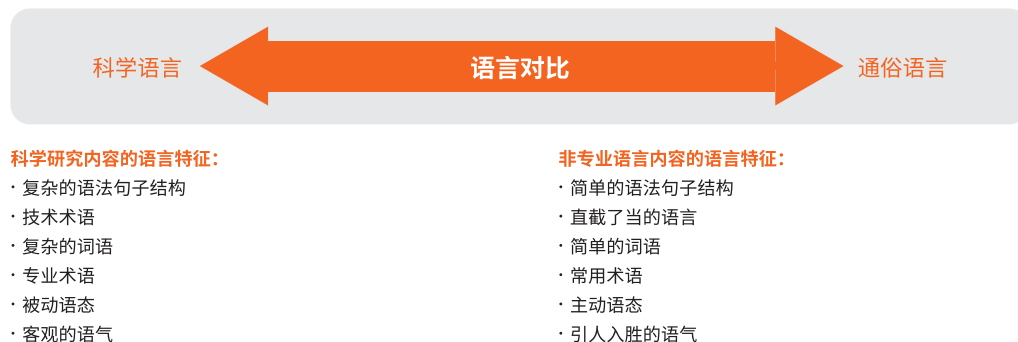 科学语言
语言对比
通俗语言
科学研究内容的语言特征：
· 复杂的语法句子结构
· 技术术语
· 复杂的词语
· 专业术语
· 被动语态
· 客观的语气
非专业语言内容的语言特征：
· 简单的语法句子结构
· 直截了当的语言
· 简单的词语
· 常用术语
· 主动语态
· 引人入胜的语气